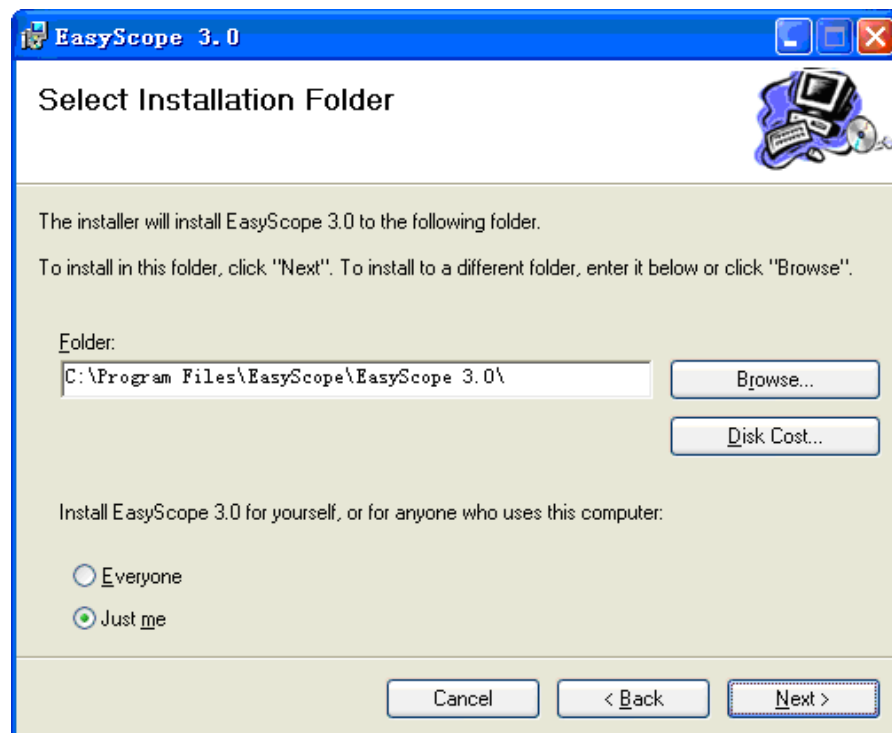 EasyScope 3.0
Select Installation Folder
The installer will install EasyScope 3.0 to the following folder.
To install in this folder, click "Next". To install to a different folder, enter it below or click "Browse".
Folder:
C:\Program Files\EasyScope\EasyScope 3.0\
Browse...
Disk Cost...
Install EasyScope 3.0 for yourself, or for anyone who uses this computer:
Everyone
Just me
Cancel
< Back
Next >